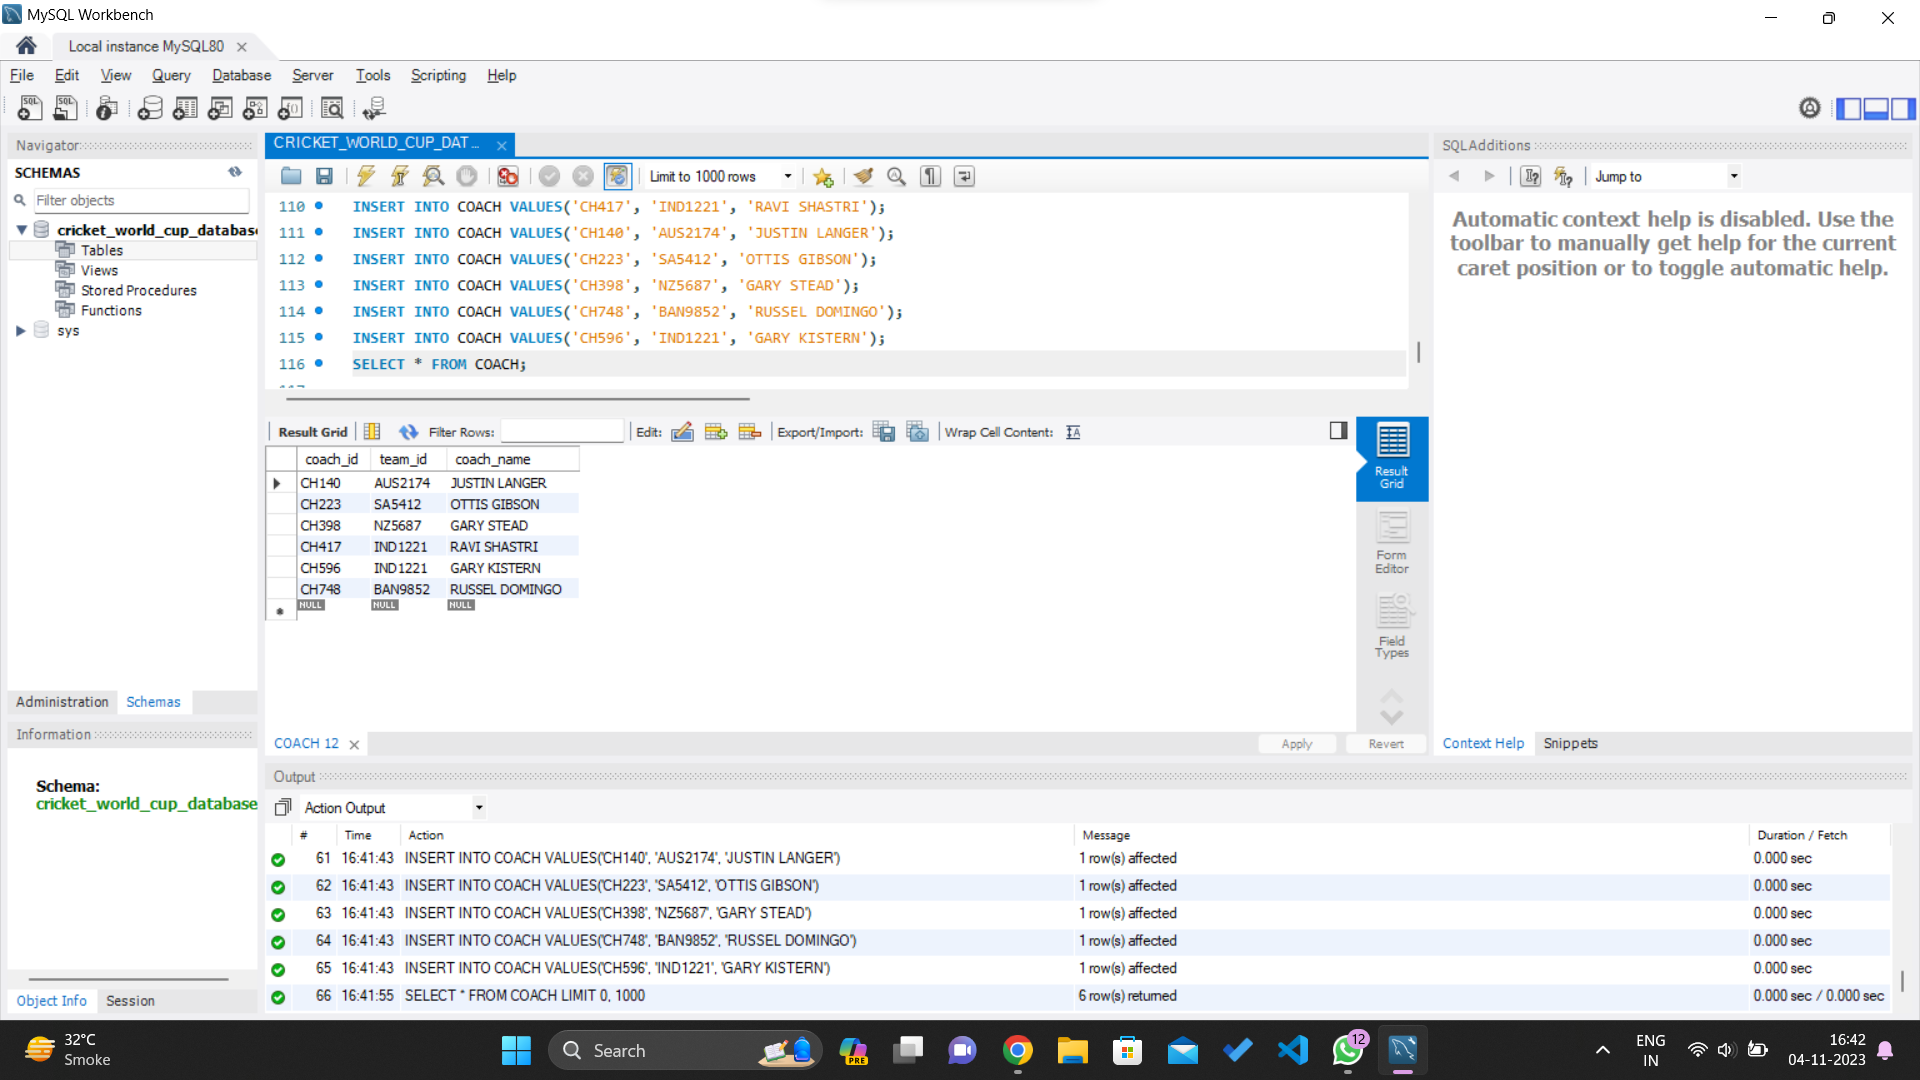 MySQL Workbench
Local instance MySQL80
File Edit View Query Database Server Tools Scripting Help
Navigator
SCHEMAS
Filter objects
cricket_world_cup_database
Tables
Views
Stored Procedures
Functions
sys
Administration Schemas
Information
Schema:
cricket_world_cup_database
Object Info Session
CRICKET_WORLD_CUP_DAT...
Limit to 1000 rows
110 INSERT INTO COACH VALUES('CH417', 'IND1221', 'RAVI SHASTRI');
111 INSERT INTO COACH VALUES('CH140', 'AUS2174', 'JUSTIN LANGER');
112 INSERT INTO COACH VALUES('CH223', 'SA5412', 'OTTIS GIBSON');
113 INSERT INTO COACH VALUES('CH398', 'NZ5687', 'GARY STEAD');
114 INSERT INTO COACH VALUES('CH748', 'BAN9852', 'RUSSEL DOMINGO');
115 INSERT INTO COACH VALUES('CH596', 'IND1221', 'GARY KISTERN');
116 SELECT * FROM COACH;
Result Grid Filter Rows: Edit: Export/Import: Wrap Cell Content:
coach_id team_id coach_name
CH140 AUS2174 JUSTIN LANGER
CH223 SA5412 OTTIS GIBSON
CH398 NZ5687 GARY STEAD
CH417 IND1221 RAVI SHASTRI
CH596 IND1221 GARY KISTERN
CH748 BAN9852 RUSSEL DOMINGO
NULL NULL NULL
Result
Grid
Form
Editor
Field
Types
COACH 12
Apply Revert
SQLAdditions
Jump to
Automatic context help is disabled. Use the
toolbar to manually get help for the current
caret position or to toggle automatic help.
Context Help Snippets
Output
Action Output
# Time Action Message Duration / Fetch
61 16:41:43 INSERT INTO COACH VALUES('CH140', 'AUS2174', 'JUSTIN LANGER') 1 row(s) affected 0.000 sec
62 16:41:43 INSERT INTO COACH VALUES('CH223', 'SA5412', 'OTTIS GIBSON') 1 row(s) affected 0.000 sec
63 16:41:43 INSERT INTO COACH VALUES('CH398', 'NZ5687', 'GARY STEAD') 1 row(s) affected 0.000 sec
64 16:41:43 INSERT INTO COACH VALUES('CH748', 'BAN9852', 'RUSSEL DOMINGO') 1 row(s) affected 0.000 sec
65 16:41:43 INSERT INTO COACH VALUES('CH596', 'IND1221', 'GARY KISTERN') 1 row(s) affected 0.000 sec
66 16:41:55 SELECT * FROM COACH LIMIT 0, 1000 6 row(s) returned 0.000 sec / 0.000 sec
32°C
Smoke
Search
PRE
12
ENG
IN
16:42
04-11-2023